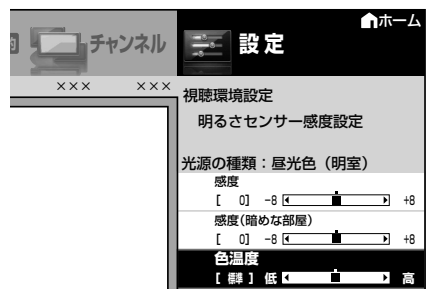 ホーム
チャンネル
設定
××× ×××
視聴環境設定
明るさセンサー感度設定
光源の種類：昼光色（明室）
感度
[ 0] -8 +8
感度(暗めな部屋)
[ 0] -8 +8
色温度
[ 標準 ] 低 高